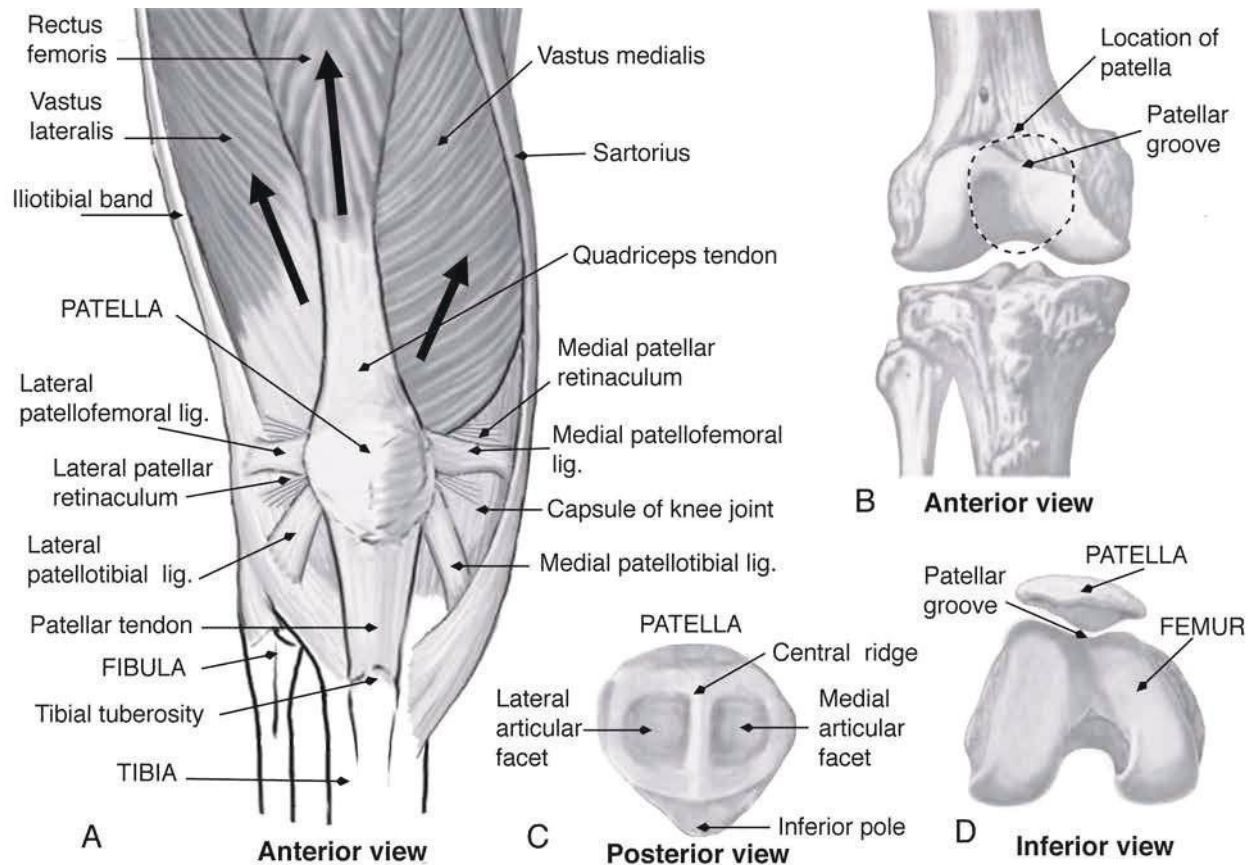 Rectus
femoris
Vastus
lateralis
Iliotibial band
PATELLA
Lateral
patellofemoral lig.
Lateral patellar
retinaculum
Lateral
patellotibial lig.
Patellar tendon
FIBULA
Tibial tuberosity
TIBIA
A
Anterior view
Vastus medialis
Sartorius
Quadriceps tendon
Medial patellar
retinaculum
Medial patellofemoral
lig.
Capsule of knee joint
Medial patellotibial lig.
Location of
patella
Patellar
groove
B
Anterior view
PATELLA
Central ridge
Lateral
articular
facet
Medial
articular
facet
Inferior pole
C
Posterior view
PATELLA
Patellar
groove
FEMUR
D
Inferior view